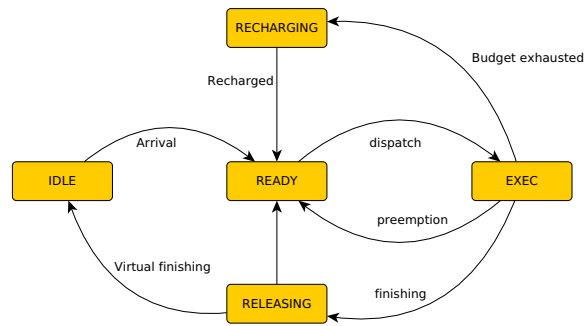 RECHARGING
Budget exhausted
Recharged
Arrival
dispatch
IDLE
READY
EXEC
preemption
Virtual finishing
finishing
RELEASING